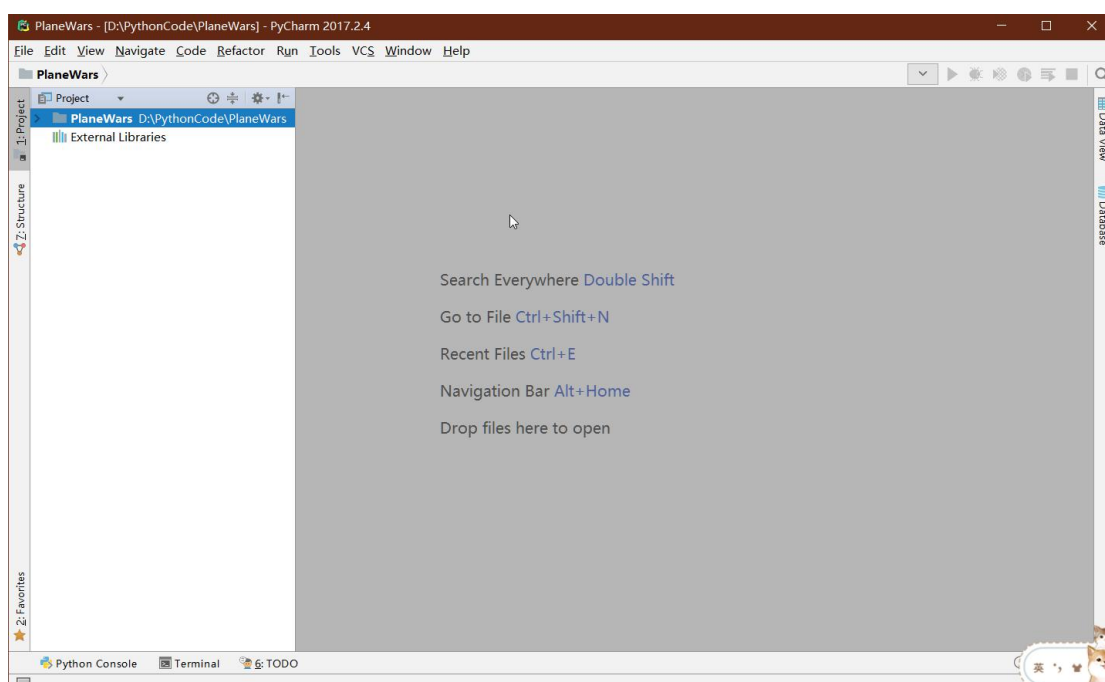 PlaneWars - [D:\PythonCode\PlaneWars] - PyCharm 2017.2.4
File Edit View Navigate Code Refactor Run Tools VCS Window Help
PlaneWars
Project
PlaneWars D:\PythonCode\PlaneWars
External Libraries
1: Project
Z: Structure
2: Favorites
Data View
Database
Search Everywhere Double Shift
Go to File Ctrl+Shift+N
Recent Files Ctrl+E
Navigation Bar Alt+Home
Drop files here to open
Python Console Terminal 6: TODO
英 ·,